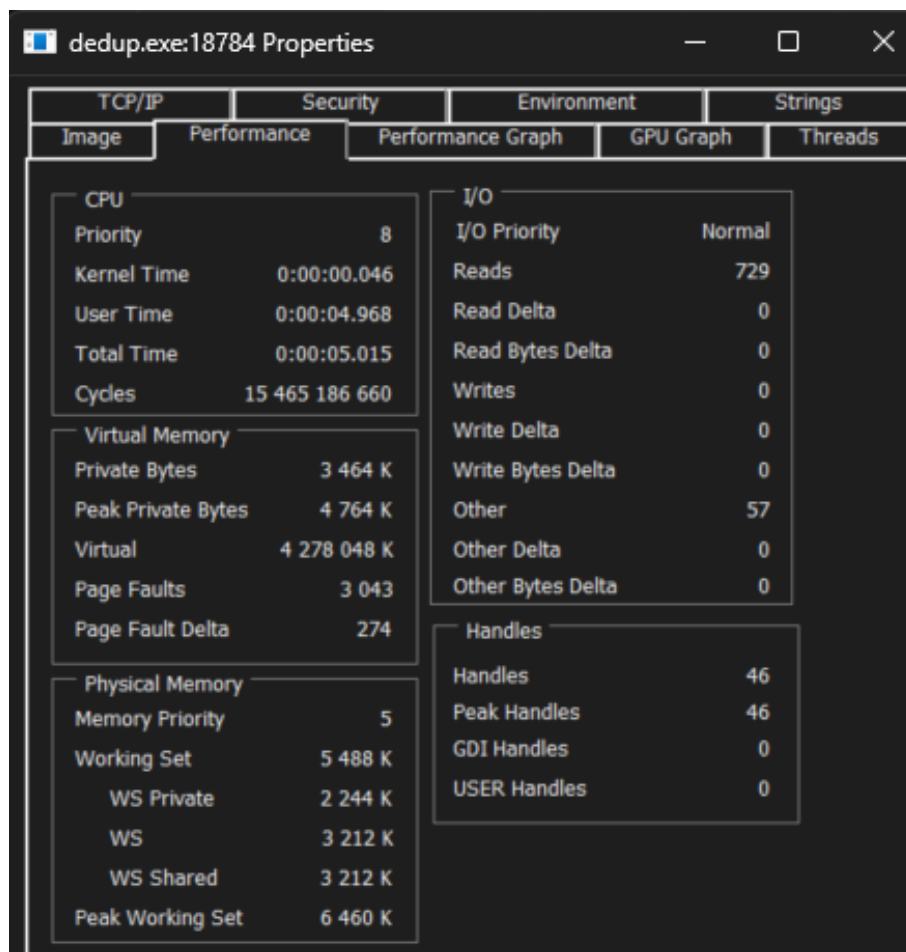 dedup.exe:18784 Properties
TCP/IP Security Environment Strings
Image Performance Performance Graph GPU Graph Threads
CPU
Priority 8
Kernel Time 0:00:00.046
User Time 0:00:04.968
Total Time 0:00:05.015
Cycles 15 465 186 660
Virtual Memory
Private Bytes 3 464 K
Peak Private Bytes 4 764 K
Virtual 4 278 048 K
Page Faults 3 043
Page Fault Delta 274
Physical Memory
Memory Priority 5
Working Set 5 488 K
WS Private 2 244 K
WS 3 212 K
WS Shared 3 212 K
Peak Working Set 6 460 K
I/O
I/O Priority Normal
Reads 729
Read Delta 0
Read Bytes Delta 0
Writes 0
Write Delta 0
Write Bytes Delta 0
Other 57
Other Delta 0
Other Bytes Delta 0
Handles
Handles 46
Peak Handles 46
GDI Handles 0
USER Handles 0